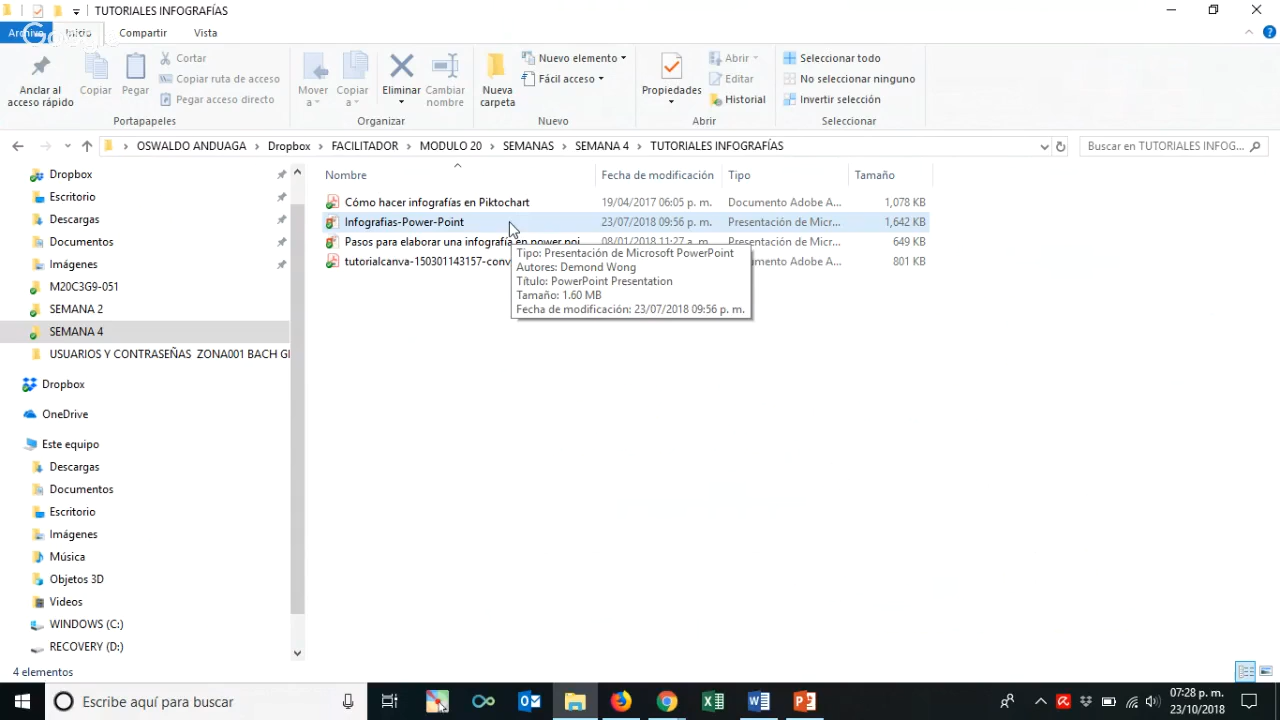 TUTORIALES INFOGRAFÍAS
Archivo Inicio Compartir Vista
Google
Anclar al acceso rápido
Copiar
Pegar
Cortar
Copiar ruta de acceso
Pegar acceso directo
Portapapeles
Mover a
Copiar a
Eliminar
Cambiar nombre
Organizar
Nueva carpeta
Nuevo elemento
Fácil acceso
Nuevo
Propiedades
Abrir
Editar
Historial
Abrir
Seleccionar todo
No seleccionar ninguno
Invertir selección
Seleccionar
OSWALDO ANDUAGA > Dropbox > FACILITADOR > MODULO 20 > SEMANAS > SEMANA 4 > TUTORIALES INFOGRAFÍAS
Buscar en TUTORIALES INFOG...
Nombre Fecha de modificación Tipo Tamaño
Cómo hacer infografías en Piktochart 19/04/2017 06:05 p. m. Documento Adobe A... 1,078 KB
Infografias-Power-Point 23/07/2018 09:56 p. m. Presentación de Micr... 1,642 KB
Pasos para elaborar una infografía en power poi... 08/01/2018 11:27 a. m. Presentación de Micr... 649 KB
tutorialcanva-150301143157-conv umento Adobe A... 801 KB
Tipo: Presentación de Microsoft PowerPoint
Autores: Demond Wong
Título: PowerPoint Presentation
Tamaño: 1.60 MB
Fecha de modificación: 23/07/2018 09:56 p. m.
Dropbox
Escritorio
Descargas
Documentos
Imágenes
M20C3G9-051
SEMANA 2
SEMANA 4
USUARIOS Y CONTRASEÑAS ZONA001 BACH GI
Dropbox
OneDrive
Este equipo
Descargas
Documentos
Escritorio
Imágenes
Música
Objetos 3D
Videos
WINDOWS (C:)
RECOVERY (D:)
4 elementos
Escribe aquí para buscar
07:28 p. m.
23/10/2018